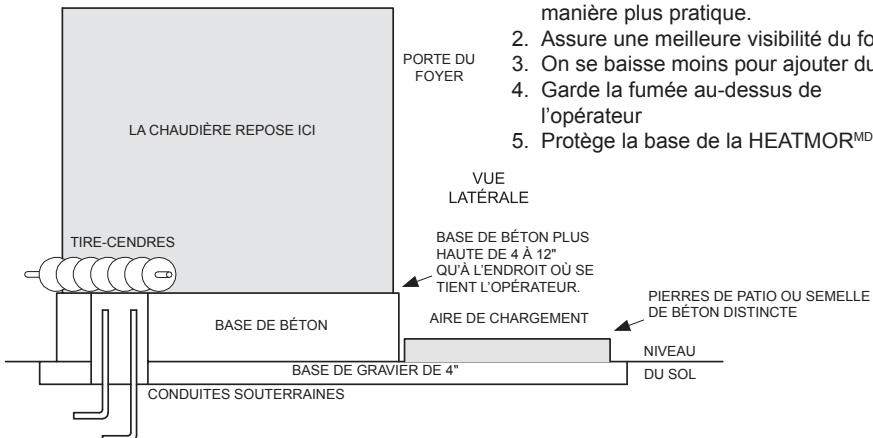 manière plus pratique.
2. Assure une meilleure visibilité du
3. On se baisse moins pour ajouter
4. Garde la fumée au-dessus de
l'opérateur
5. Protège la base de la HEATMORMD
PORTE DU
FOYER
LA CHAUDIÈRE REPOSE ICI
VUE
LATÉRALE
TIRE-CENDRES
BASE DE BÉTON PLUS
HAUTE DE 4 À 12"
QU'À L'ENDROIT OÙ SE
TIENT L'OPÉRATEUR.
PIERRES DE PATIO OU SEMELLE
DE BÉTON DISTINCTE
BASE DE BÉTON
AIRE DE CHARGEMENT
NIVEAU
DU SOL
BASE DE GRAVIER DE 4"
CONDUITES SOUTERRAINES